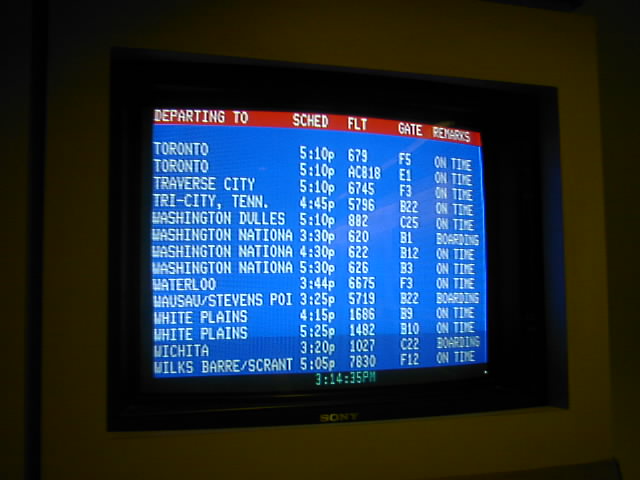 DEPARTING TO SCHED FLT GATE REMARKS
TORONTO 5:10p 679 F5 ON TIME
TORONTO 5:10p AC818 E1 ON TIME
TRAVERSE CITY 5:10p 6745 F3 ON TIME
TRI-CITY, TENN. 4:45p 5796 B22 ON TIME
WASHINGTON DULLES 5:10p 882 C25 ON TIME
WASHINGTON NATIONA 3:30p 620 B1 BOARDING
WASHINGTON NATIONA 4:30p 622 B12 ON TIME
WASHINGTON NATIONA 5:30p 626 B3 ON TIME
WATERLOO 3:44p 6675 F3 ON TIME
WAUSAU/STEVENS POI 3:25p 5719 B22 BOARDING
WHITE PLAINS 4:15p 1686 B9 ON TIME
WHITE PLAINS 5:25p 1482 B10 ON TIME
WICHITA 3:20p 1027 C22 BOARDING
WILKS BARRE/SCRANT 5:05p 7830 F12 ON TIME
3:14:35PM
SONY